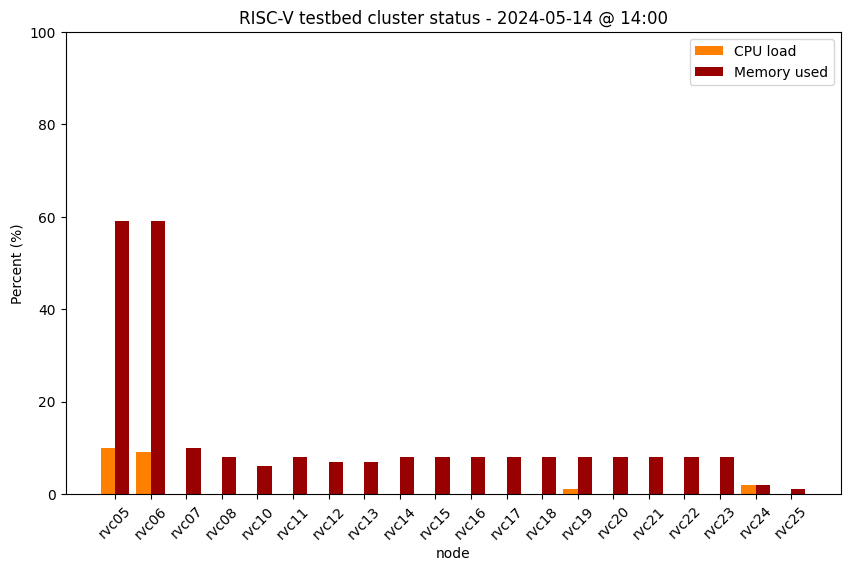 RISC-V testbed cluster status - 2024-05-14 @ 14:00
CPU load
Memory used
Percent (%)
100
80
60
40
20
0
rvc05
rvc06
rvc07
rvc08
rvc10
rvc11
rvc12
rvc13
rvc14
rvc15
rvc16
rvc17
rvc18
rvc19
rvc20
rvc21
rvc22
rvc23
rvc24
rvc25
node